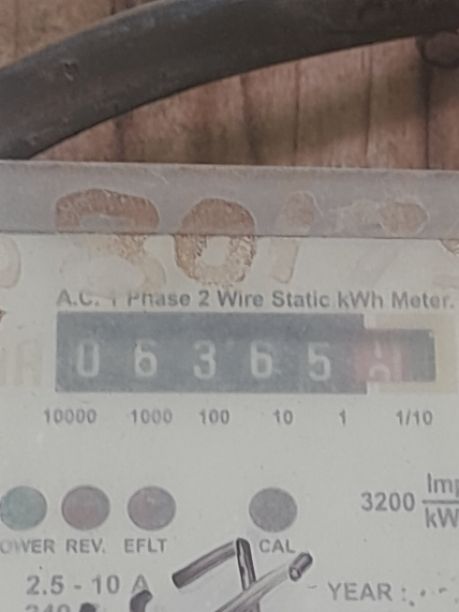 A.C. 1 Phase 2 Wire Static kWh Meter.
0 6 3 6 5
10000 1000 100 10 1 1/10
3200 Imp
kW
OWER REV. EFLT CAL
2.5 - 10 A
YEAR :